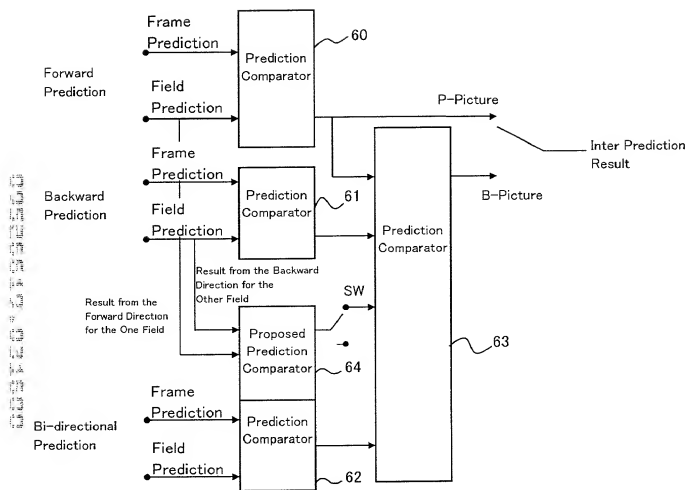 Frame
Prediction
Forward
Prediction
Field
Prediction
Prediction
Comparator
60
P-Picture
Inter Prediction
Result
B-Picture
Frame
Prediction
Backward
Prediction
Field
Prediction
Prediction
Comparator
61
Prediction
Comparator
63
Result from the Backward
Direction for the
Other Field
Result from the
Forward Direction
for the One Field
SW
Proposed
Prediction
Comparator
64
Frame
Prediction
Bi-directional
Prediction
Field
Prediction
Prediction
Comparator
62